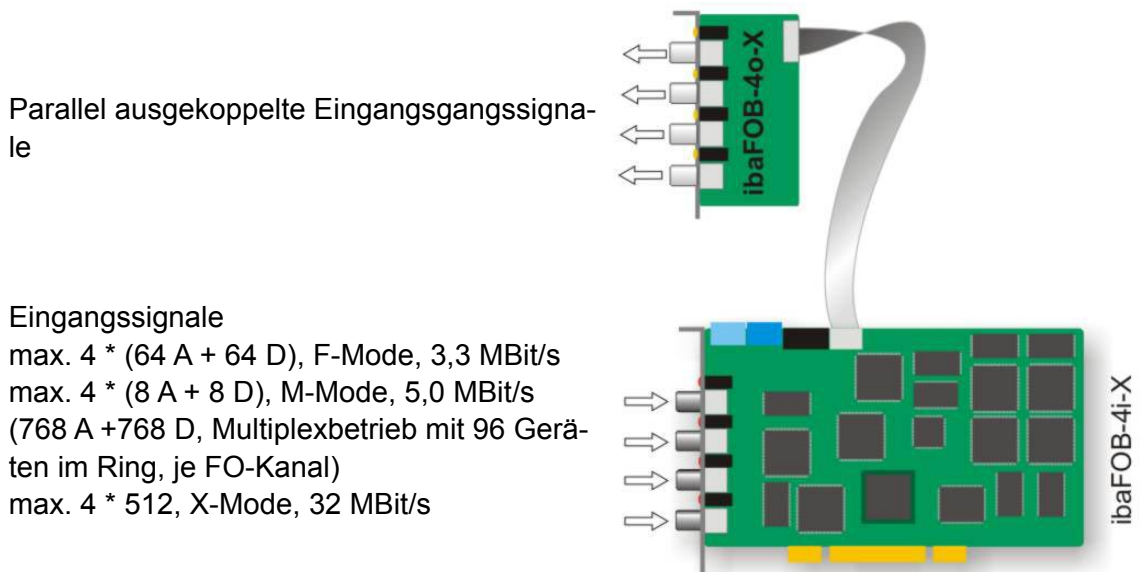 Parallel ausgekoppelte Eingangsgangssigna-
le
ibaFOB-4o-X
Eingangssignale
max. 4 * (64 A + 64 D), F-Mode, 3,3 MBit/s
max. 4 * (8 A + 8 D), M-Mode, 5,0 MBit/s
(768 A +768 D, Multiplexbetrieb mit 96 Gerä-
ten im Ring, je FO-Kanal)
max. 4 * 512, X-Mode, 32 MBit/s
ibaFOB-4i-X